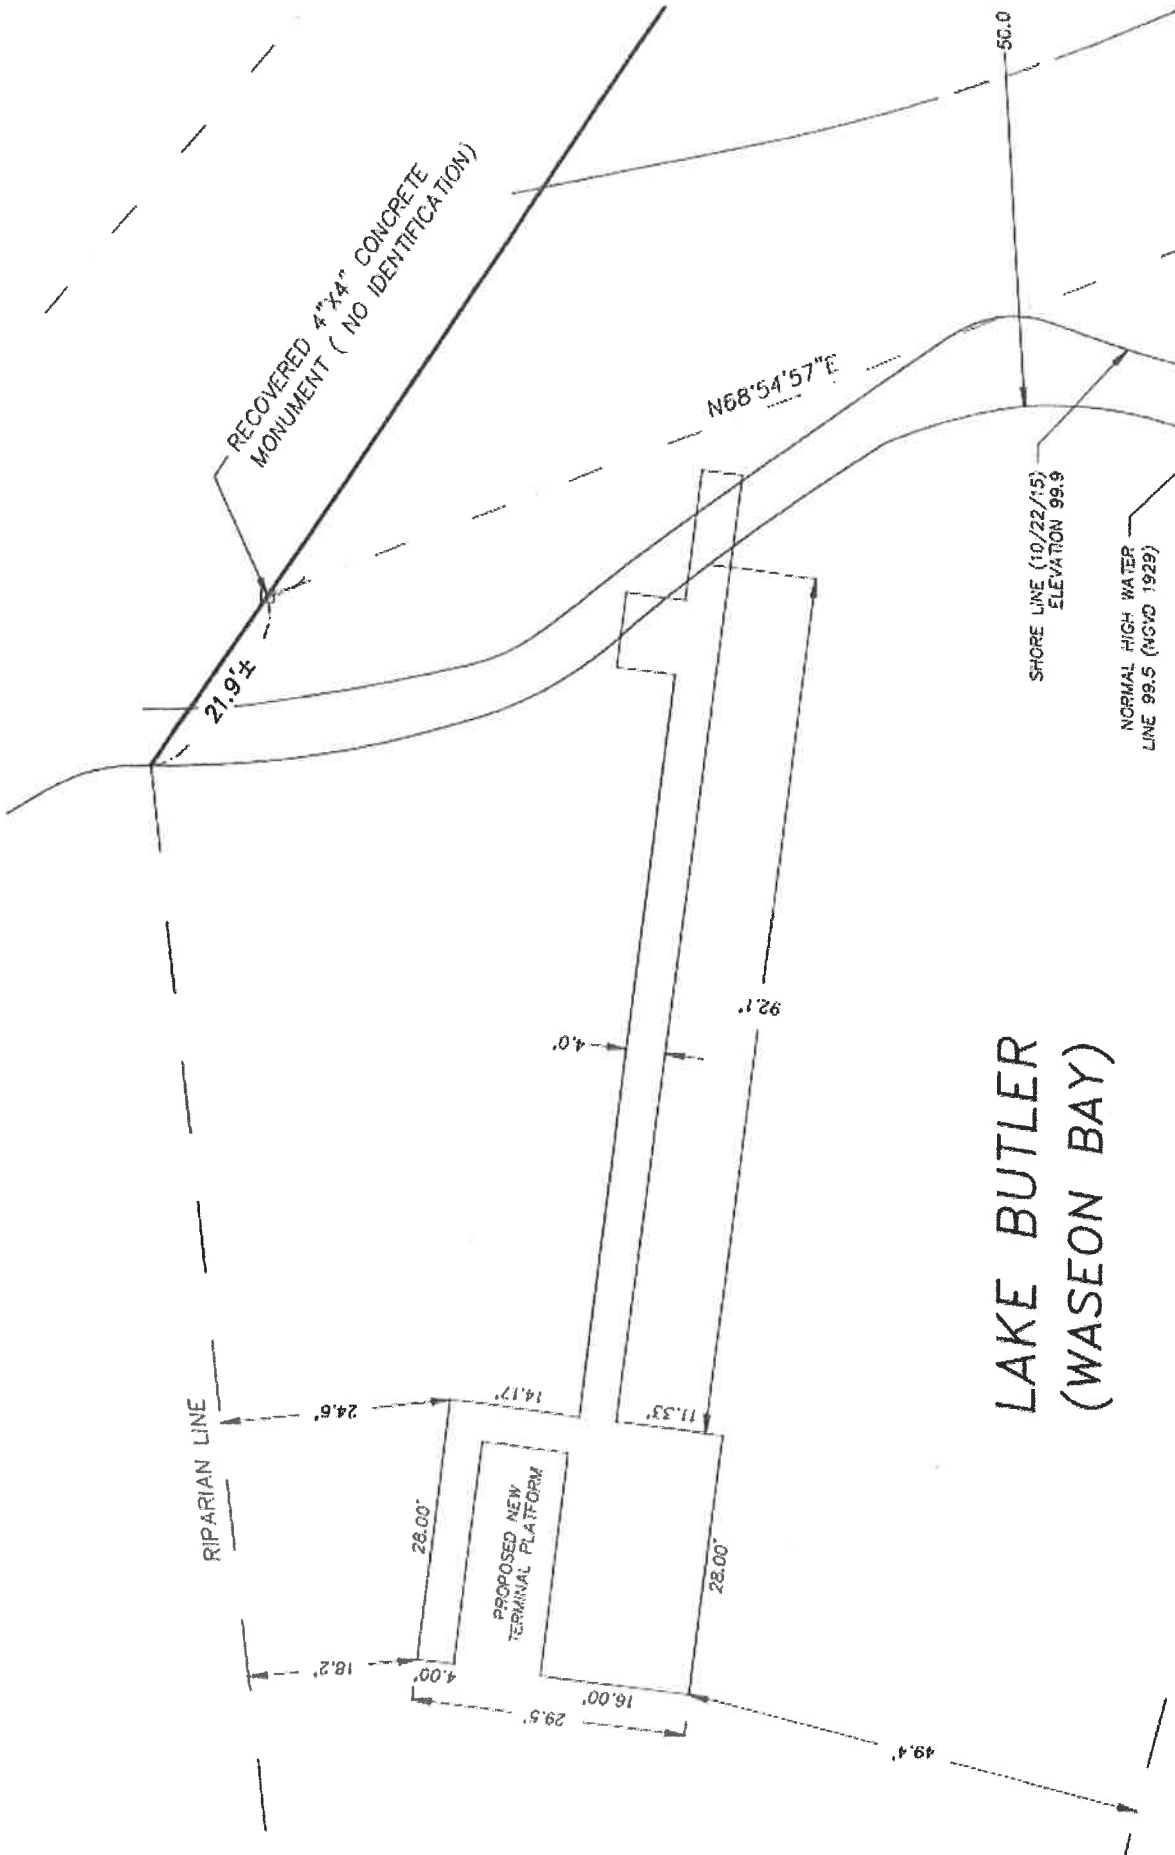 RECOVERED 4"X4" CONCRETE
MONUMENT ( NO IDENTIFICATION)
21.9'±
N68°54'57"E
50.0
SHORE LINE (10/22/15)
ELEVATION 99.9
NORMAL HIGH WATER
LINE 99.5 (NGVD 1929)
RIPARIAN LINE
24.6'
18.2'
14.17'
11.33'
4.0'
92.1'
28.00'
PROPOSED NEW
TERMINAL PLATFORM
28.00'
4.00'
16.00'
29.5'
49.4'
LAKE BUTLER
(WASEON BAY)